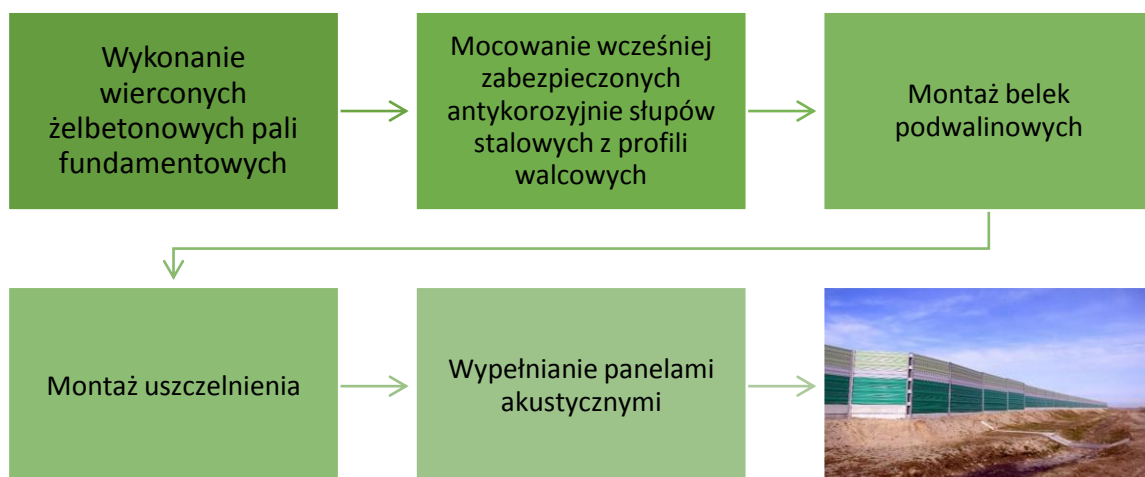 Wykonanie
wierconych
żelbetonowych pali
fundamentowych
Mocowanie wcześniej
zabezpieczonych
antykorozyjnie słupów
stalowych z profili
walcowych
Montaż belek
podwalinowych
Montaż uszczelnienia
Wypełnianie panelami
akustycznymi